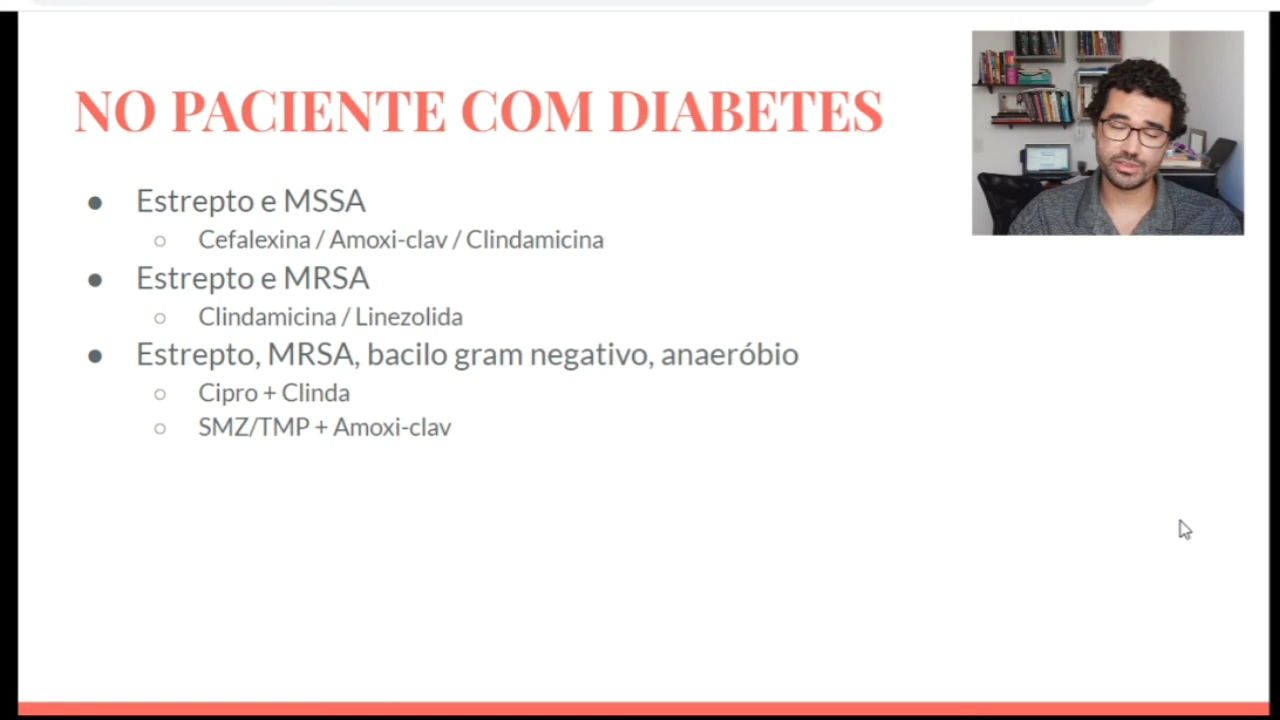 NO PACIENTE COM DIABETES
Estrepto e MSSA
Cefalexina / Amoxi-clav / Clindamicina
Estrepto e MRSA
Clindamicina / Linezolida
Estrepto, MRSA, bacilo gram negativo, anaeróbio
Cipro + Clinda
SMZ/TMP + Amoxi-clav